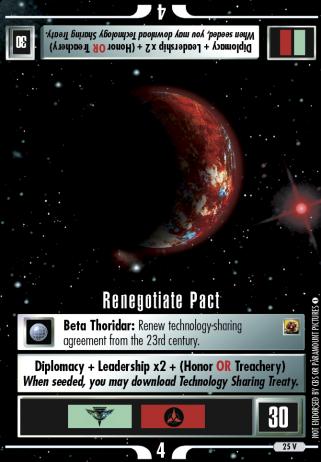 4
30
Diplomacy + Leadership x2 + (Honor OR Treachery)
When seeded, you may download Technology Sharing Treaty.
Renegotiate Pact
Beta Thoridar: Renew technology-sharing
agreement from the 23rd century.
Diplomacy + Leadership x2 + (Honor OR Treachery)
When seeded, you may download Technology Sharing Treaty.
30
4
25 V
NOT ENDORSED BY CBS OR PARAMOUNT PICTURES